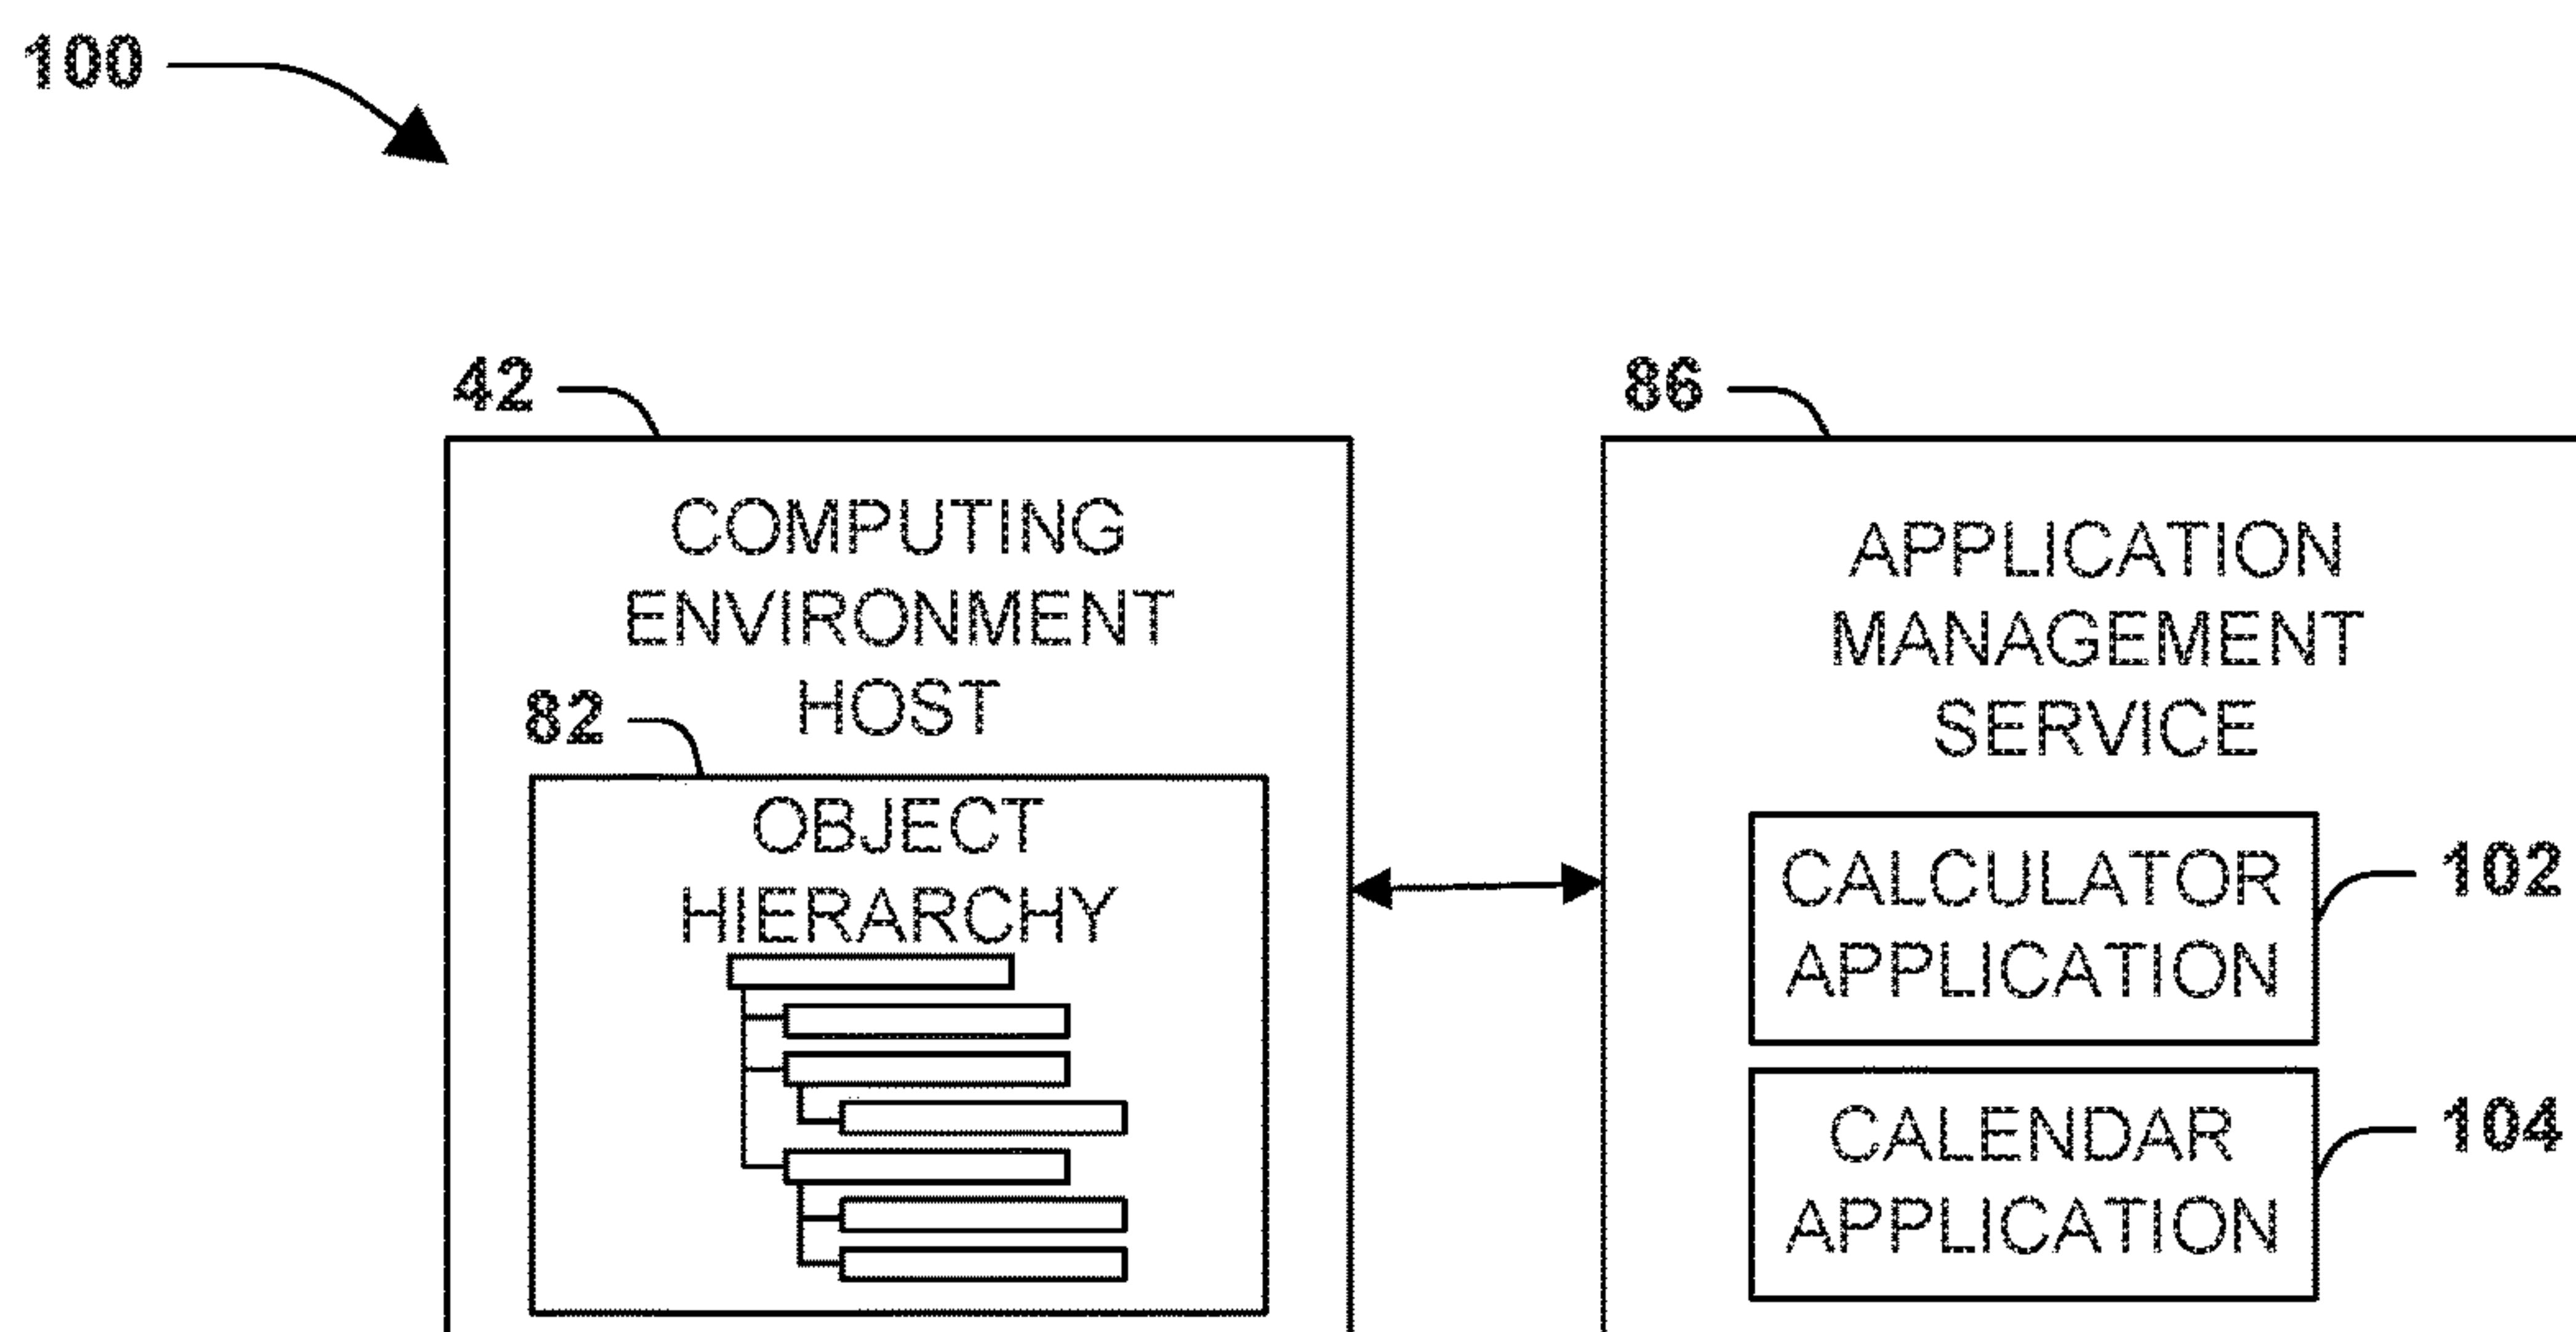 100
42
COMPUTING
ENVIRONMENT
HOST
82
OBJECT
HIERARCHY
86
APPLICATION
MANAGEMENT
SERVICE
CALCULATOR
APPLICATION
102
CALENDAR
APPLICATION
104